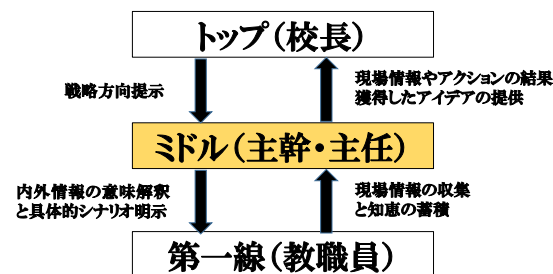 トップ（校長）
戦略方向提示
現場情報やアクションの結果
獲得したアイデアの提供
ミドル（主幹・主任）
内外情報の意味解釈
と具体的シナリオ明示
現場情報の収集
と知恵の蓄積
第一線（教職員）